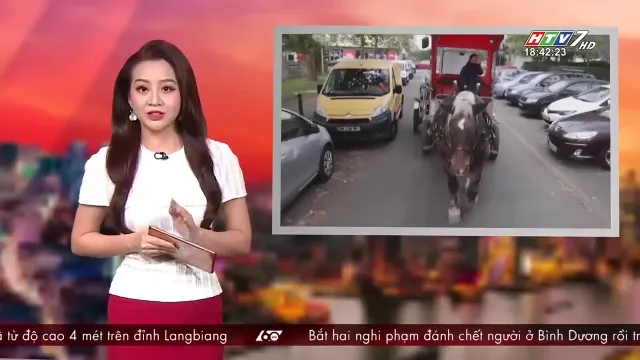 HTV7 HD
18:42:23
ã từ độ cao 4 mét trên đỉnh Langbiang 60 Bắt hai nghi phạm đánh chết người ở Bình Dương rồi tr